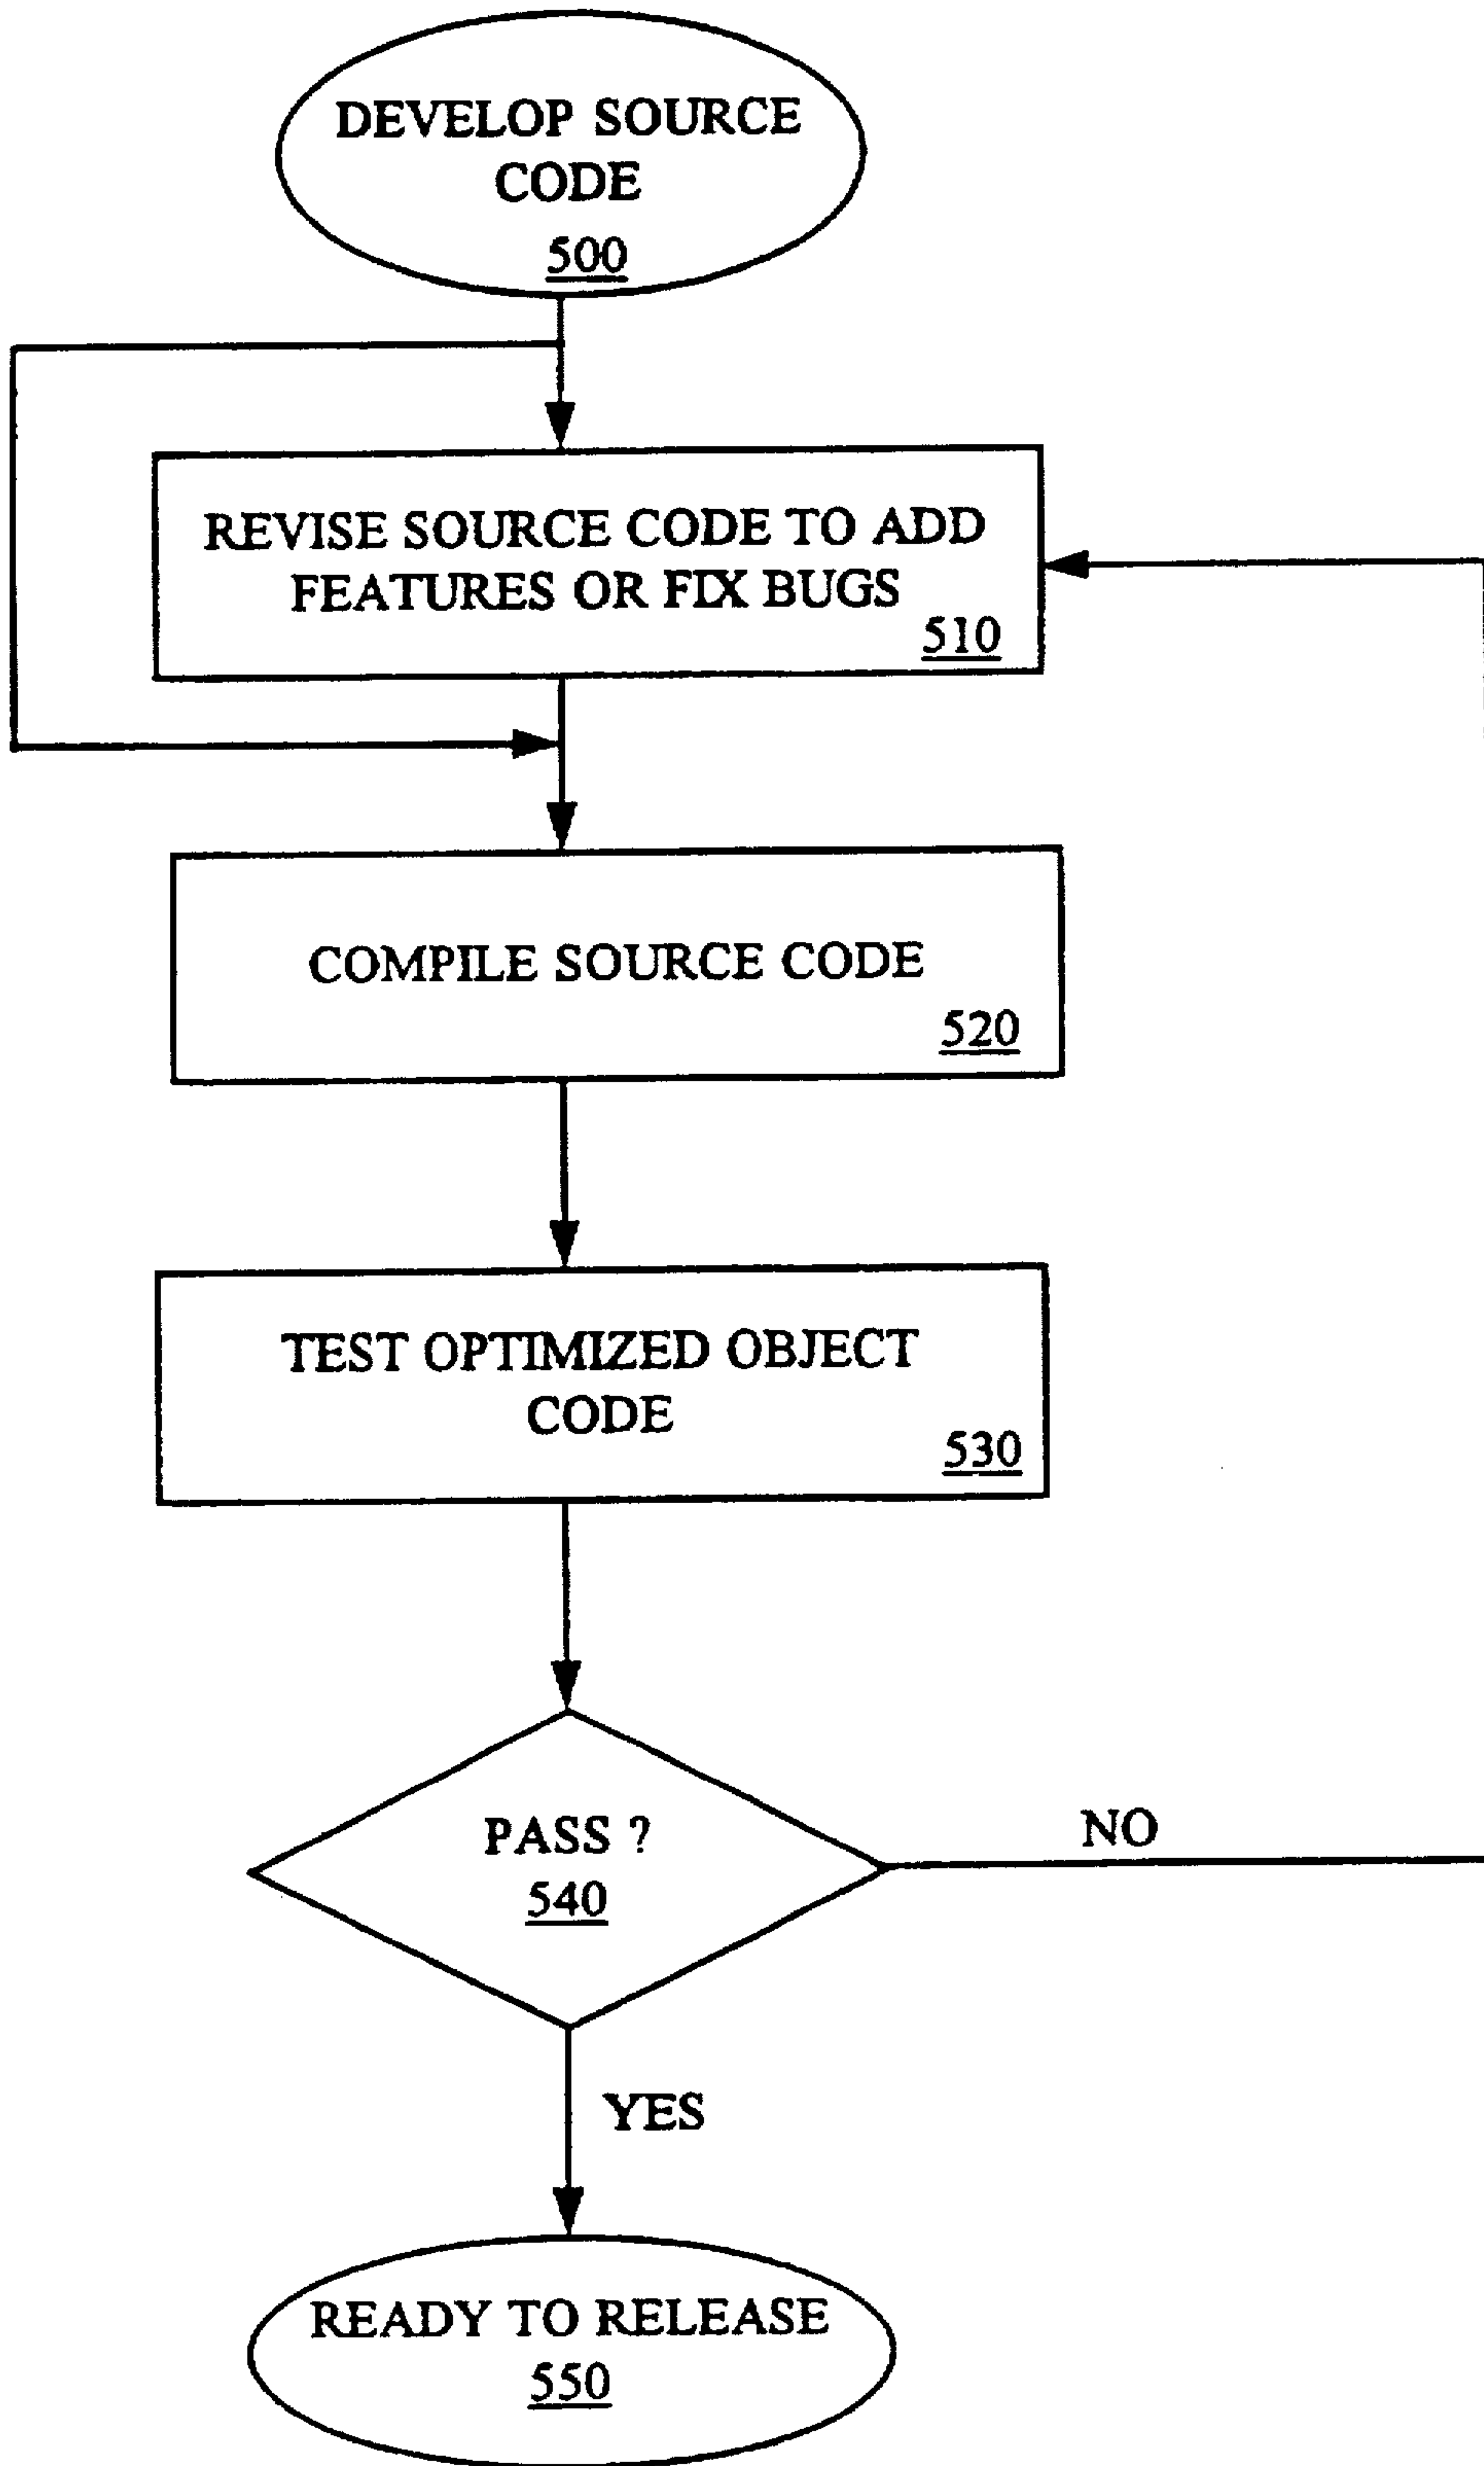 DEVELOP SOURCE
CODE
500
REVISE SOURCE CODE TO ADD
FEATURES OR FIX BUGS
510
COMPILE SOURCE CODE
520
TEST OPTIMIZED OBJECT
CODE
530
PASS ?
540
NO
YES
READY TO RELEASE
550